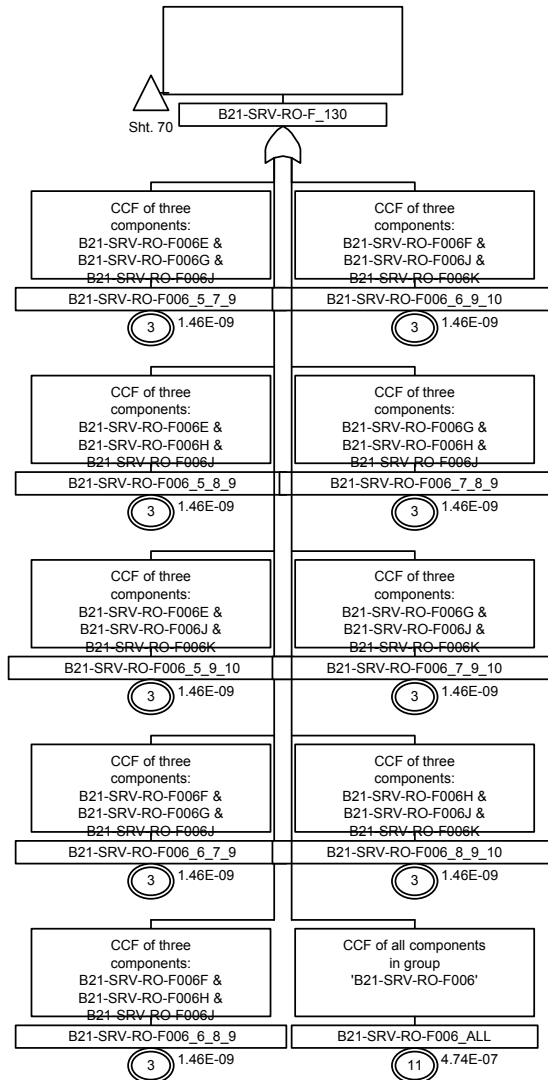 B21-SRV-RO-F_130
Sht. 70
CCF of three
components:
B21-SRV-RO-F006E &
B21-SRV-RO-F006G &
B21-SRV-RO-F006J
B21-SRV-RO-F006_5_7_9
3
1.46E-09
CCF of three
components:
B21-SRV-RO-F006F &
B21-SRV-RO-F006J &
B21-SRV-RO-F006K
B21-SRV-RO-F006_6_9_10
3
1.46E-09
CCF of three
components:
B21-SRV-RO-F006E &
B21-SRV-RO-F006H &
B21-SRV-RO-F006J
B21-SRV-RO-F006_5_8_9
3
1.46E-09
CCF of three
components:
B21-SRV-RO-F006G &
B21-SRV-RO-F006H &
B21-SRV-RO-F006J
B21-SRV-RO-F006_7_8_9
3
1.46E-09
CCF of three
components:
B21-SRV-RO-F006E &
B21-SRV-RO-F006J &
B21-SRV-RO-F006K
B21-SRV-RO-F006_5_9_10
3
1.46E-09
CCF of three
components:
B21-SRV-RO-F006G &
B21-SRV-RO-F006J &
B21-SRV-RO-F006K
B21-SRV-RO-F006_7_9_10
3
1.46E-09
CCF of three
components:
B21-SRV-RO-F006F &
B21-SRV-RO-F006G &
B21-SRV-RO-F006J
B21-SRV-RO-F006_6_7_9
3
1.46E-09
CCF of three
components:
B21-SRV-RO-F006H &
B21-SRV-RO-F006J &
B21-SRV-RO-F006K
B21-SRV-RO-F006_8_9_10
3
1.46E-09
CCF of three
components:
B21-SRV-RO-F006F &
B21-SRV-RO-F006H &
B21-SRV-RO-F006J
B21-SRV-RO-F006_6_8_9
3
1.46E-09
CCF of all components
in group
'B21-SRV-RO-F006'
B21-SRV-RO-F006_ALL
11
4.74E-07